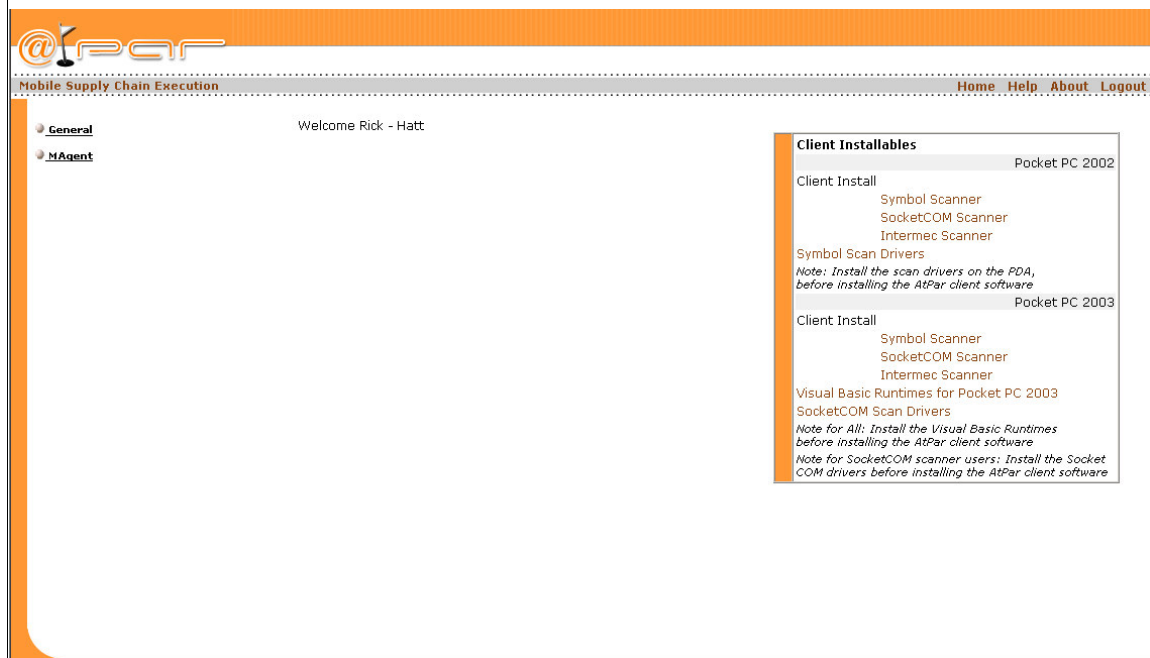 @par
Mobile Supply Chain Execution
Home Help About Logout
General
MAgent
Welcome Rick - Hatt
Client Installables
Pocket PC 2002
Client Install
Symbol Scanner
SocketCOM Scanner
Intermec Scanner
Symbol Scan Drivers
Note: Install the scan drivers on the PDA,
before installing the AtPar client software
Pocket PC 2003
Client Install
Symbol Scanner
SocketCOM Scanner
Intermec Scanner
Visual Basic Runtimes for Pocket PC 2003
SocketCOM Scan Drivers
Note for All: Install the Visual Basic Runtimes
before installing the AtPar client software
Note for SocketCOM scanner users: Install the Socket
COM drivers before installing the AtPar client software